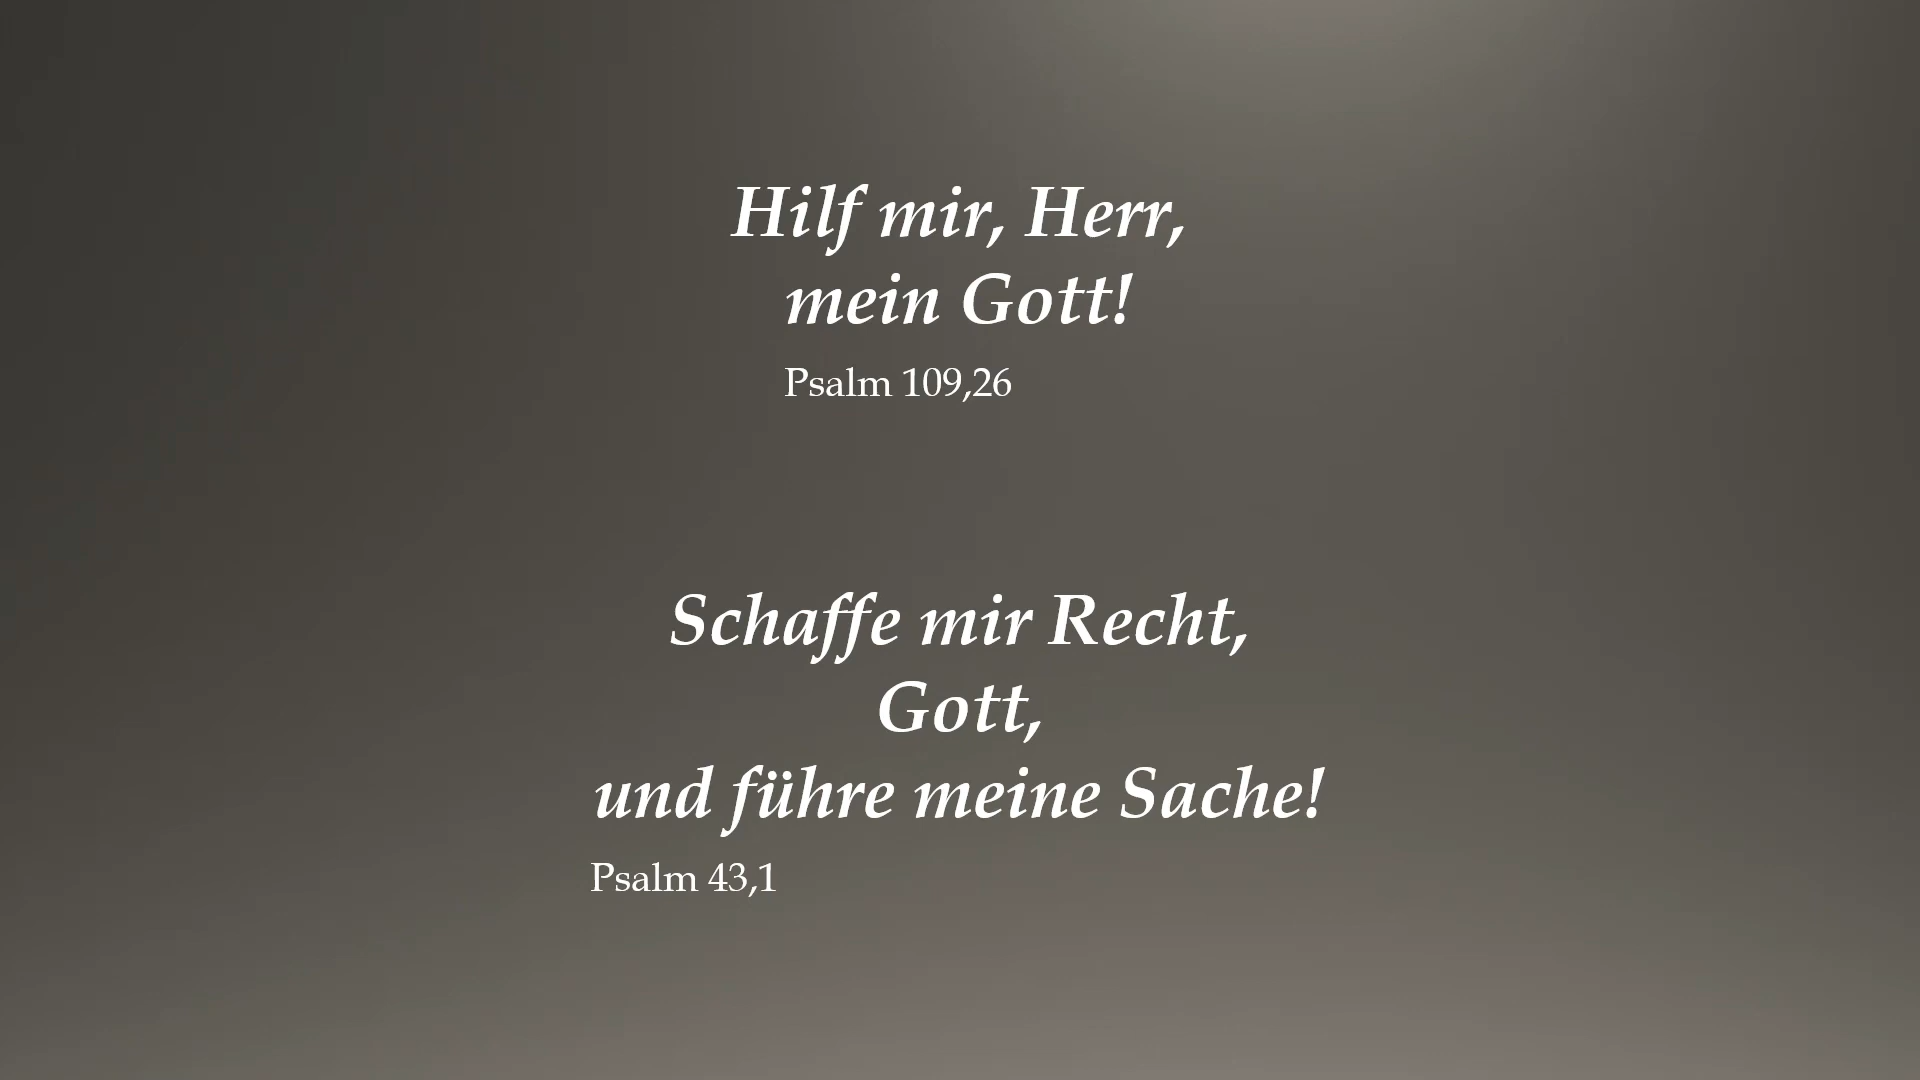 Hilf mir, Herr,
mein Gott!
Psalm 109,26
Schaffe mir Recht,
Gott,
und führe meine Sache!
Psalm 43,1